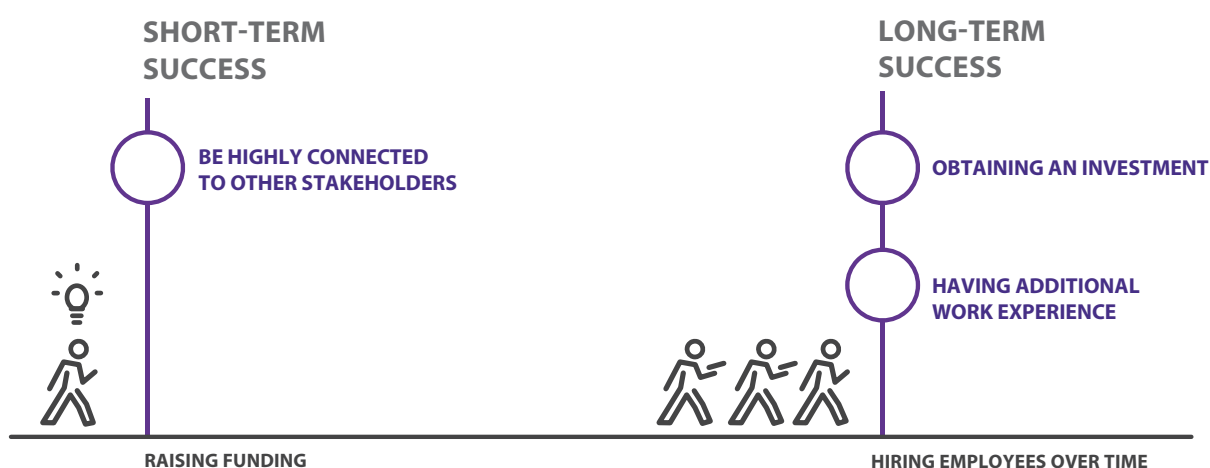 SHORT-TERM
SUCCESS
BE HIGHLY CONNECTED
TO OTHER STAKEHOLDERS
RAISING FUNDING
LONG-TERM
SUCCESS
OBTAINING AN INVESTMENT
HAVING ADDITIONAL
WORK EXPERIENCE
HIRING EMPLOYEES OVER TIME